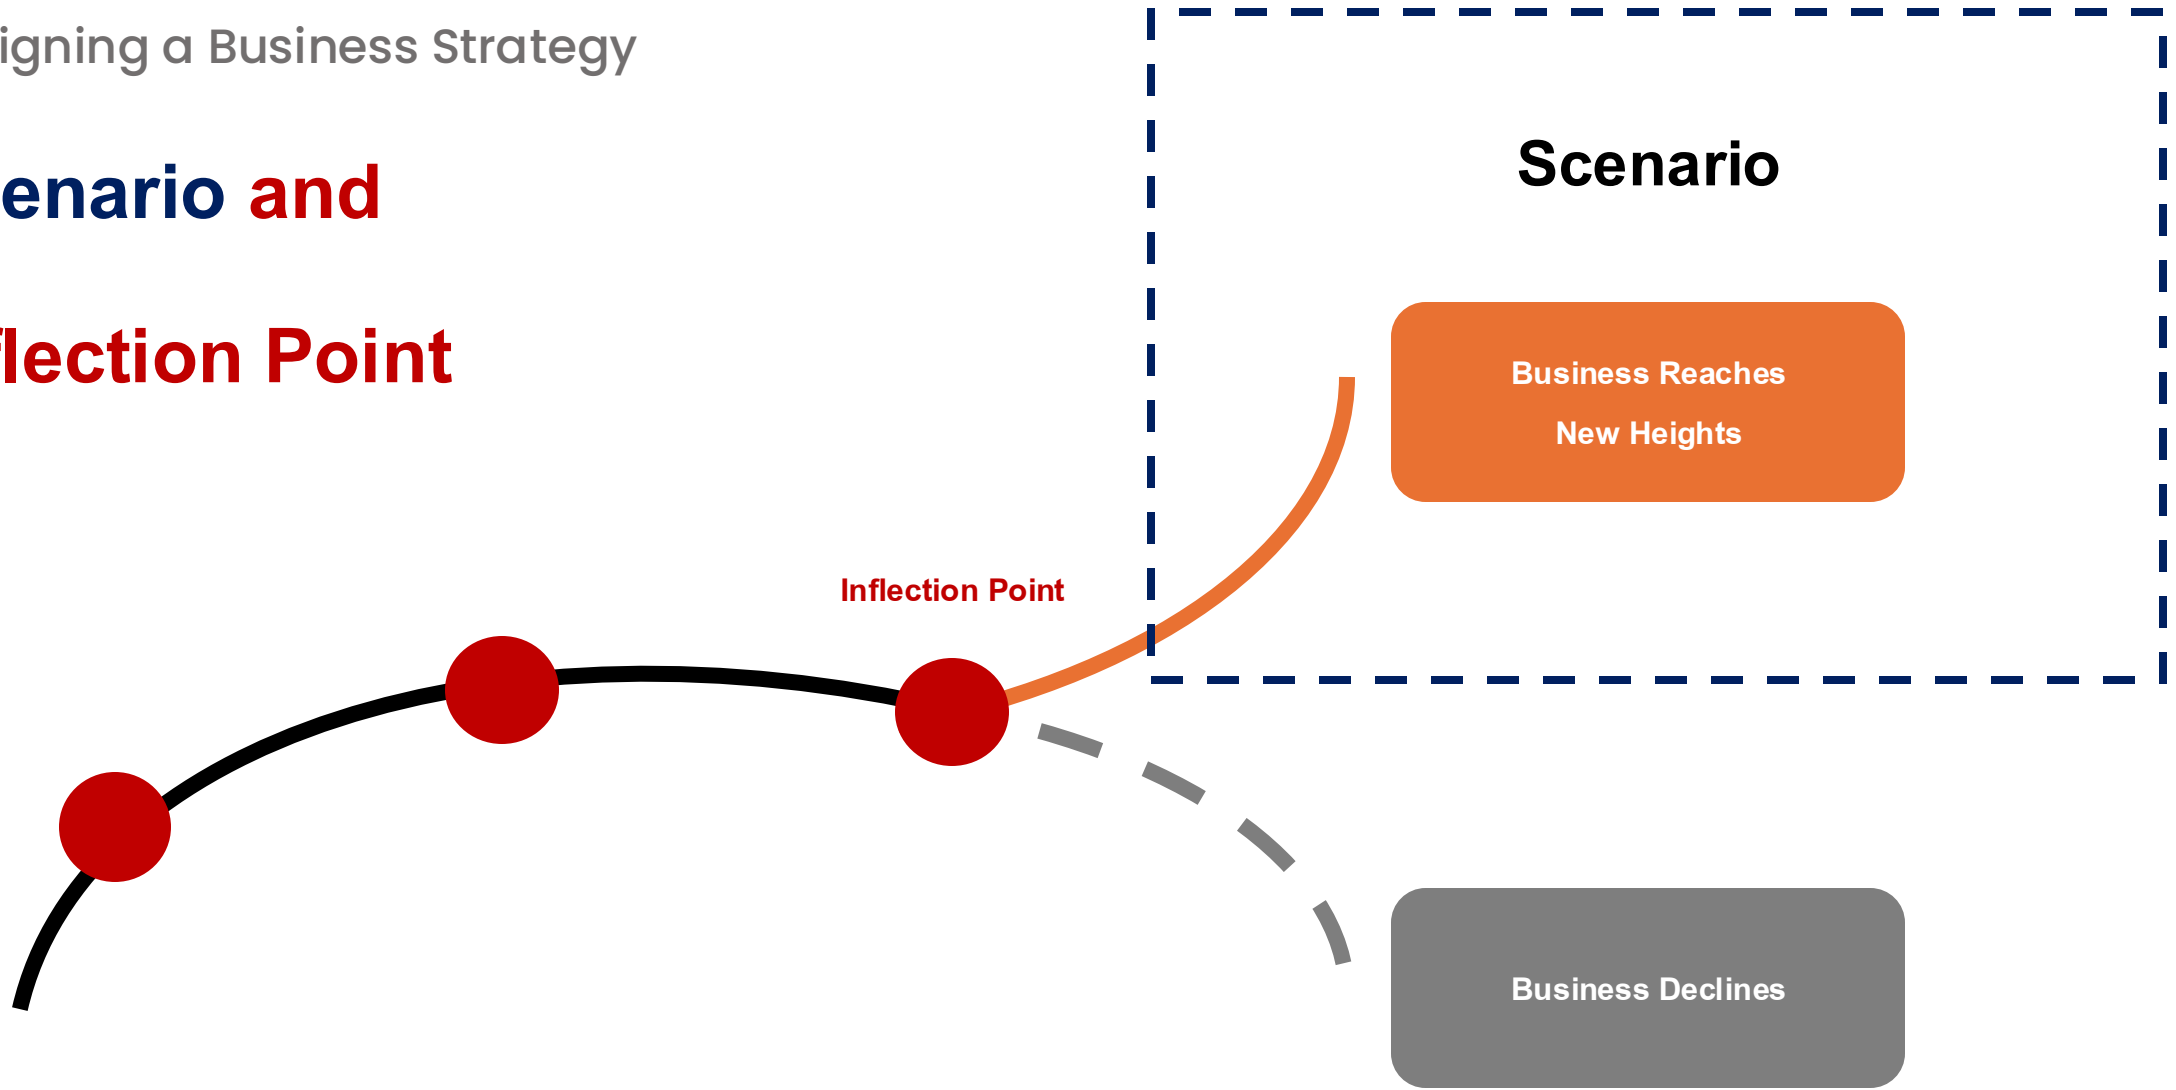 igning a Business Strategy
enario and
flection Point
Scenario
Business Reaches
New Heights
Inflection Point
Business Declines